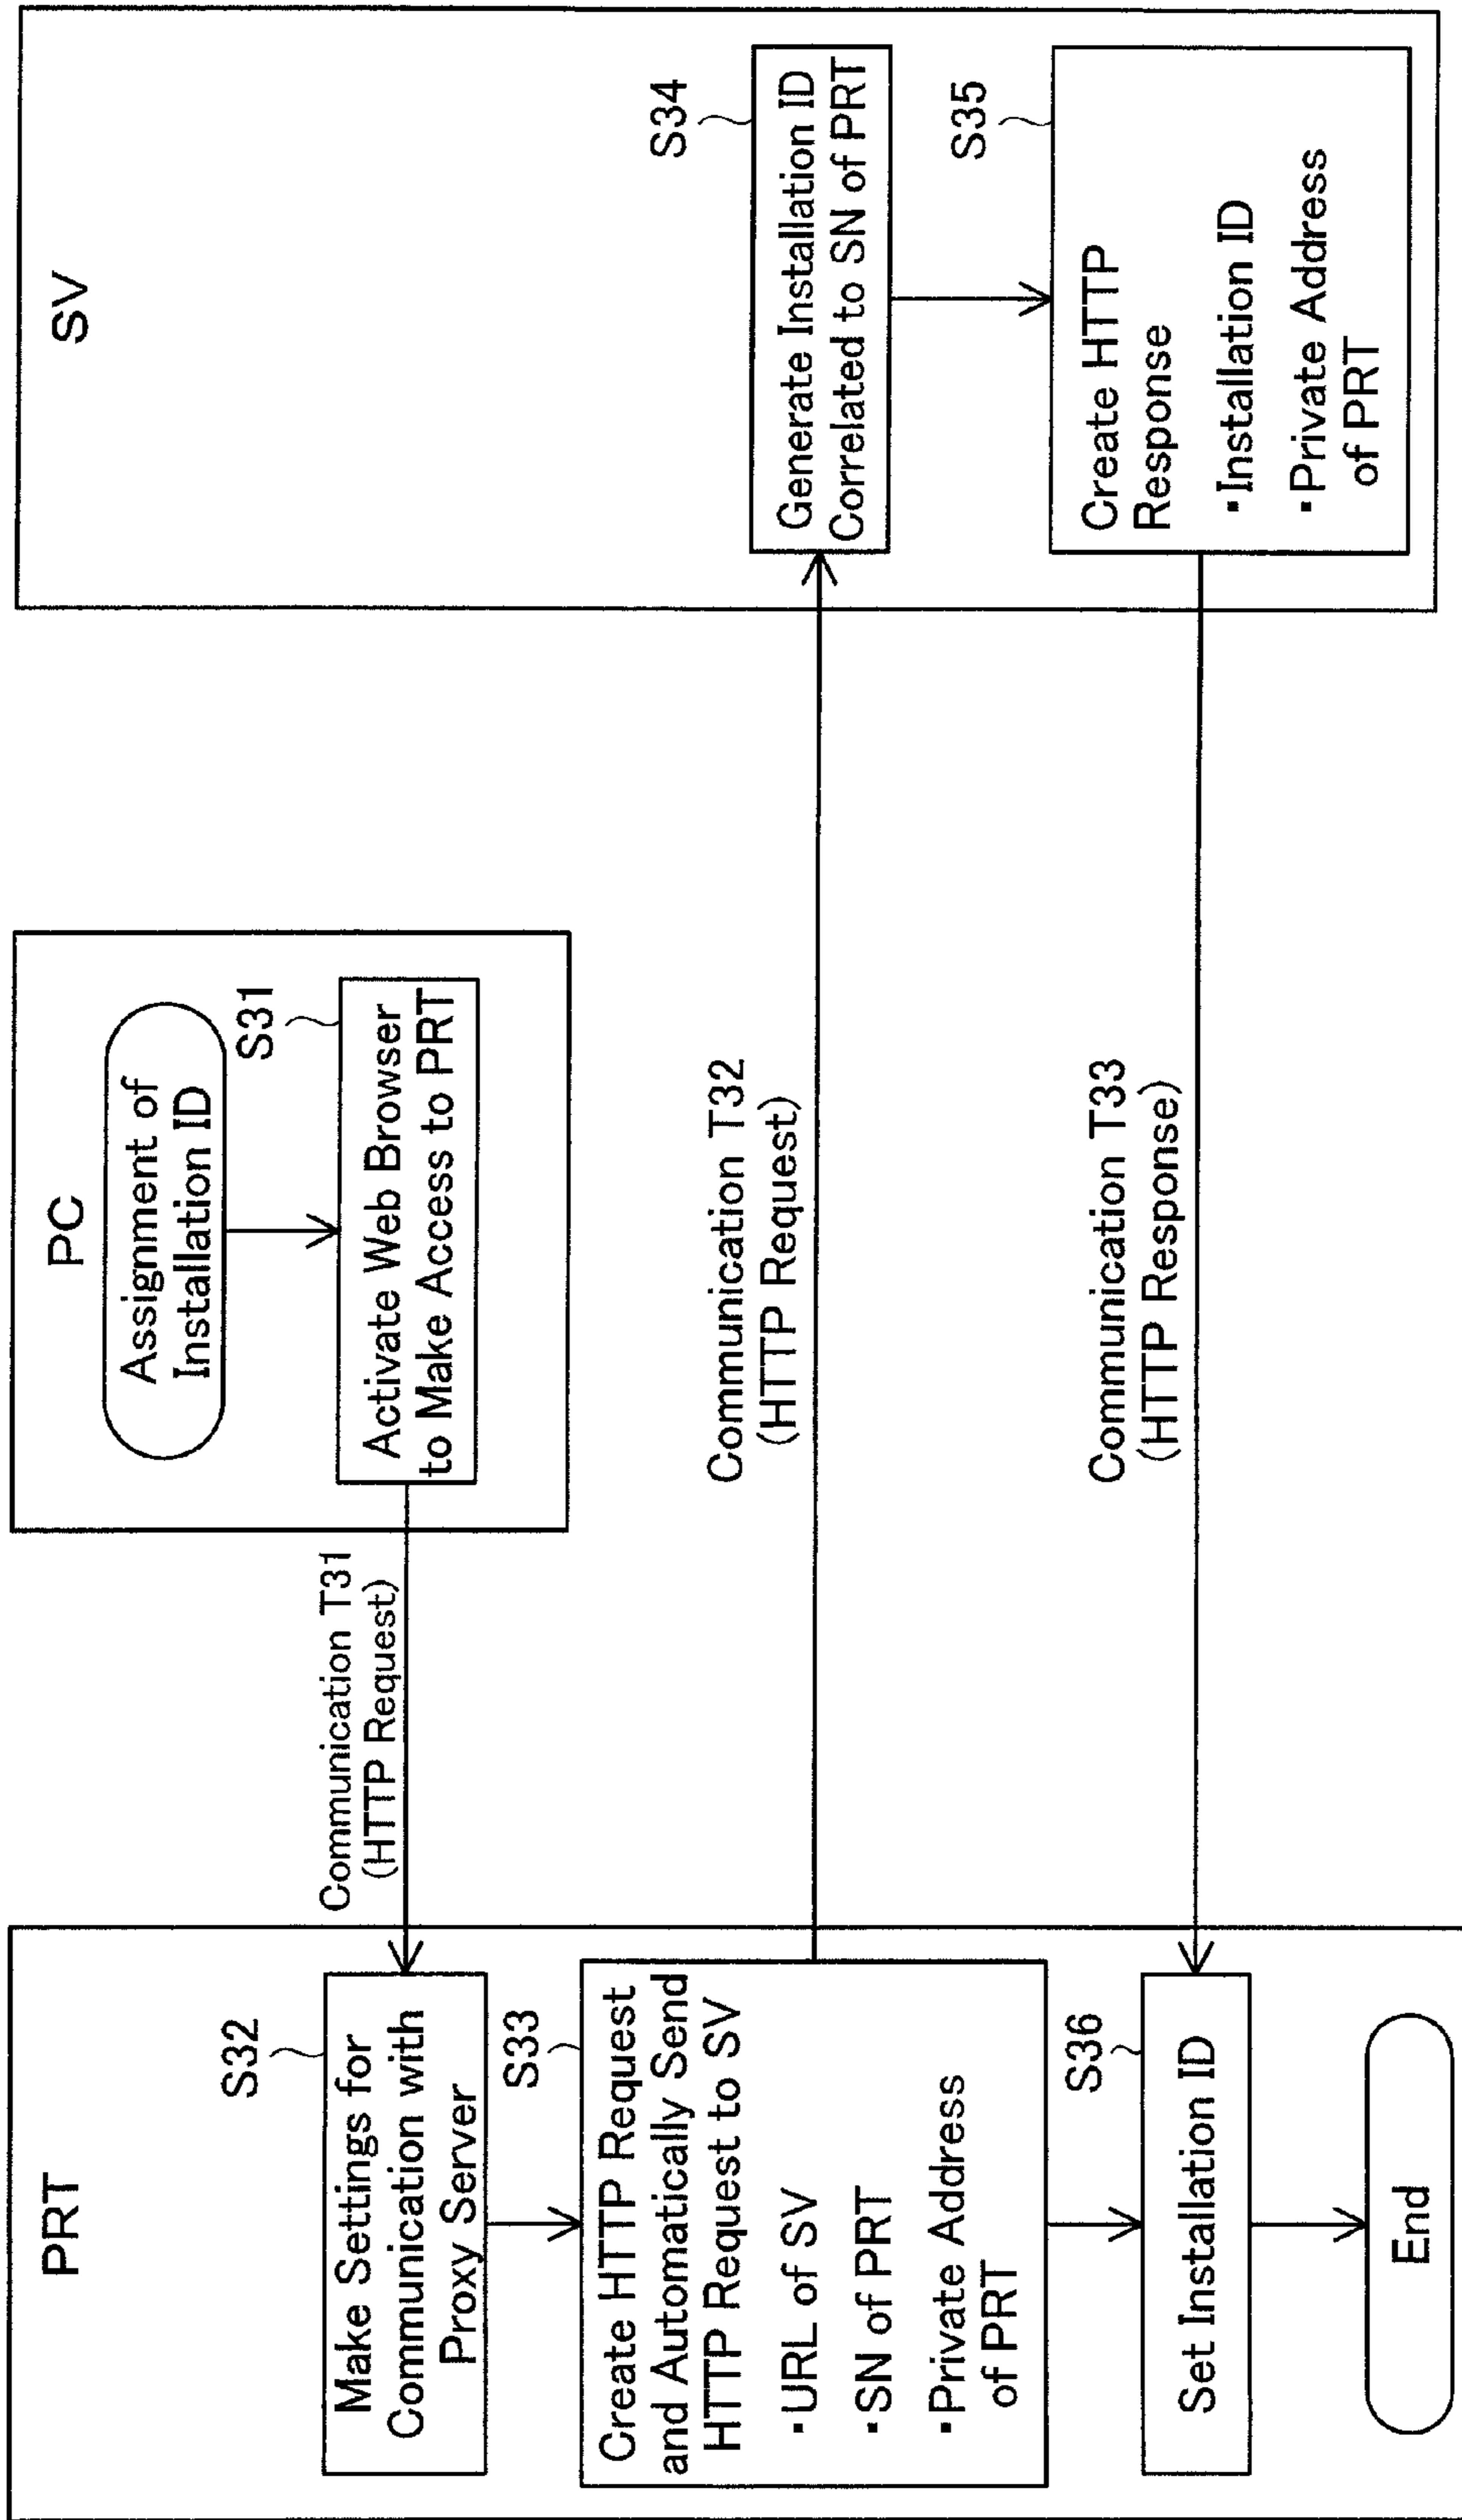 PRT
S32
Make Settings for
Communication with
Proxy Server
S33
Create HTTP Request
and Automatically Send
HTTP Request to SV
・URL of SV
・SN of PRT
・Private Address
of PRT
S36
Set Installation ID
End
Communication T31
(HTTP Request)
PC
Assignment of
Installation ID
S31
Activate Web Browser
to Make Access to PRT
Communication T32
(HTTP Request)
Communication T33
(HTTP Response)
SV
S34
Generate Installation ID
Correlated to SN of PRT
S35
Create HTTP
Response
・Installation ID
・Private Address
of PRT